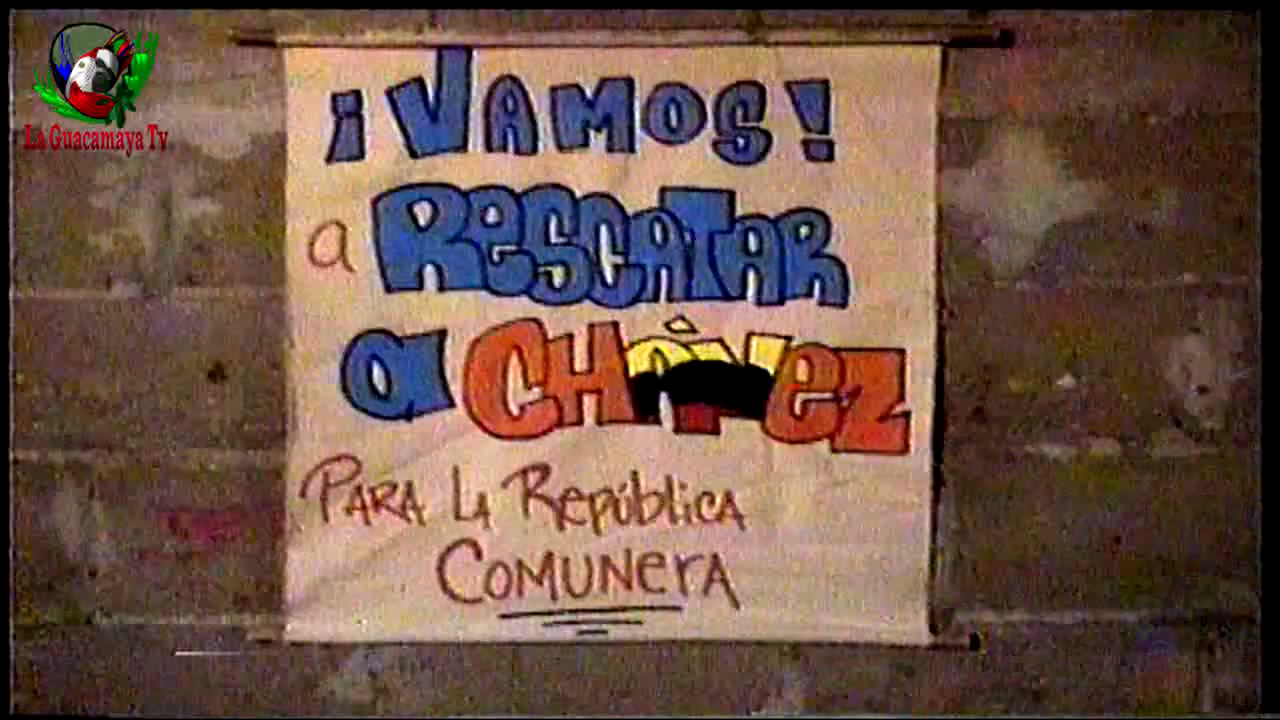 La Guacamaya Tv
¡VAMOS!
a ReSCATAR
a CHÁVez
PARA LA RepúblicA
COMUNerA